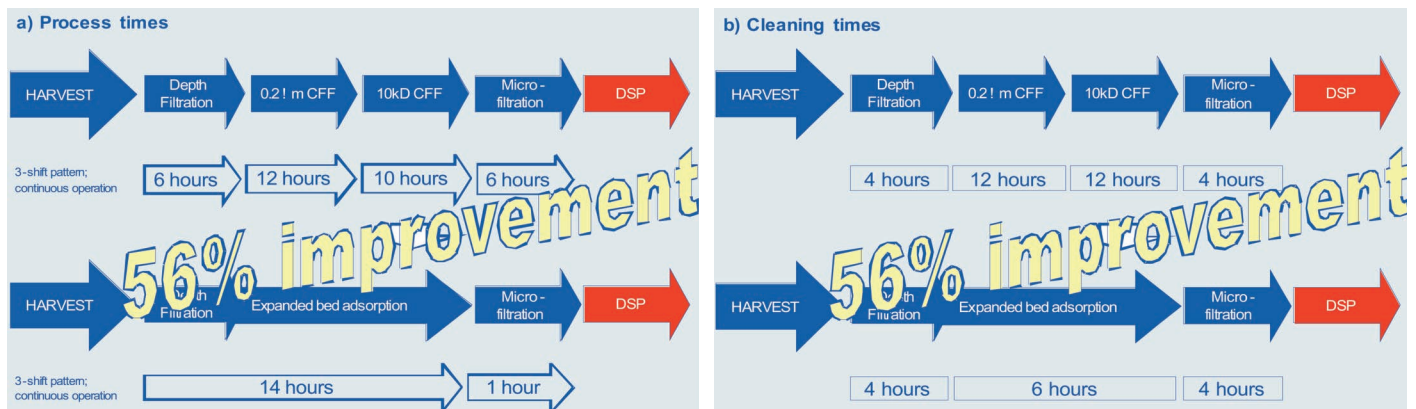 a) Process times
HARVEST
Depth
Filtration
0.2! m CFF
10kD CFF
Micro-
filtration
DSP
3-shift pattern;
continuous operation
6 hours
12 hours
10 hours
6 hours
56% improvement
HARVEST
Depth
Filtration
Expanded bed adsorption
Micro-
filtration
DSP
3-shift pattern;
continuous operation
14 hours
1 hour
b) Cleaning times
HARVEST
Depth
Filtration
0.2! m CFF
10kD CFF
Micro-
filtration
DSP
4 hours
12 hours
12 hours
4 hours
56% improvement
HARVEST
Depth
Filtration
Expanded bed adsorption
Micro-
filtration
DSP
4 hours
6 hours
4 hours